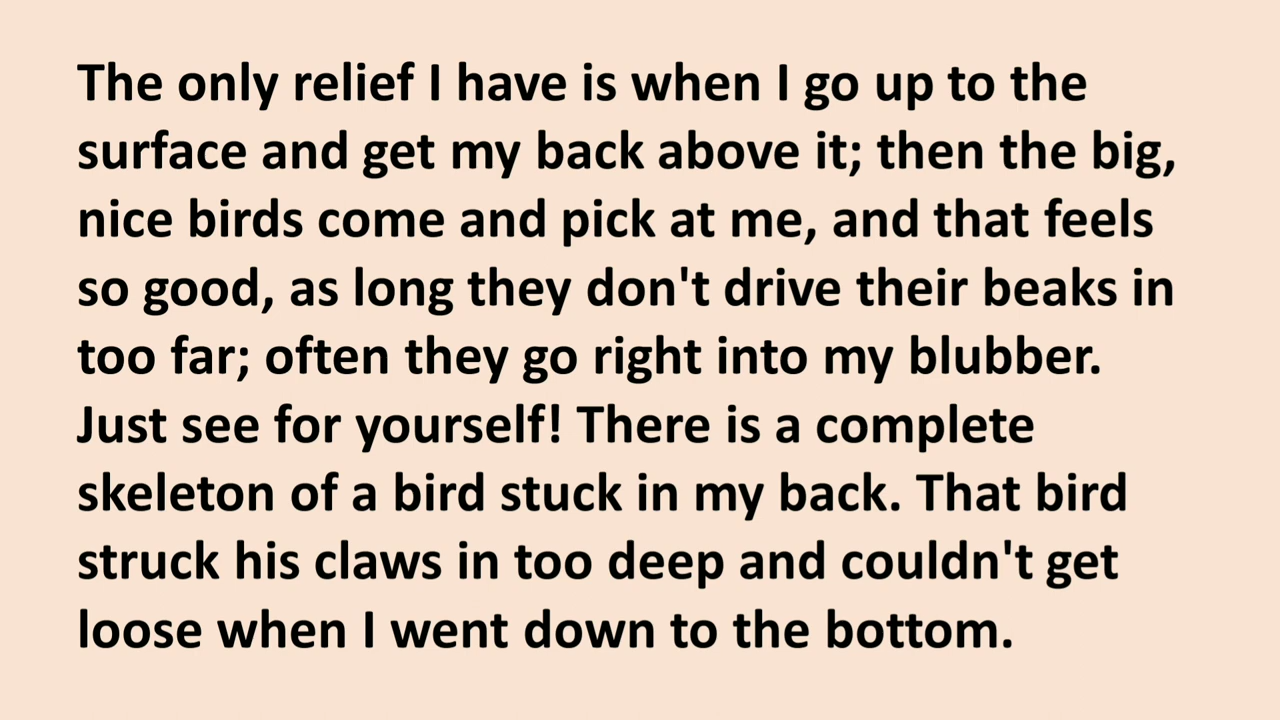 The only relief I have is when I go up to the
surface and get my back above it; then the big,
nice birds come and pick at me, and that feels
so good, as long they don't drive their beaks in
too far; often they go right into my blubber.
Just see for yourself! There is a complete
skeleton of a bird stuck in my back. That bird
struck his claws in too deep and couldn't get
loose when I went down to the bottom.